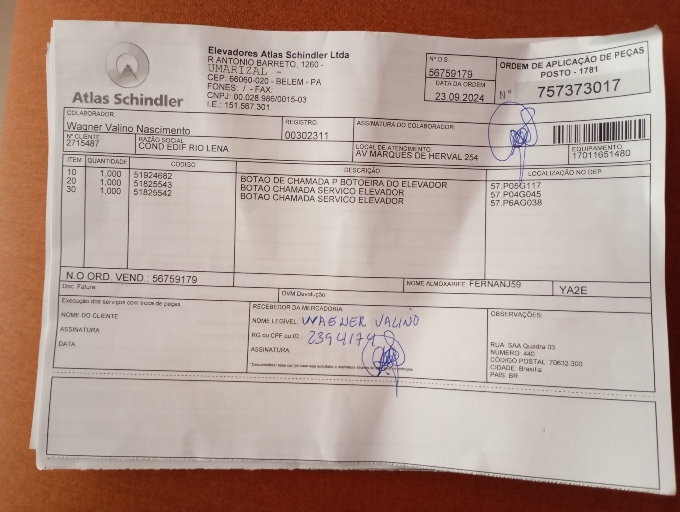 Atlas Schindler
Elevadores Atlas Schindler Ltda
R ANTONIO BARRETO, 1260 -
UMARIZAL -
CEP: 66060-020 - BELEM - PA
FONES: / - FAX:
CNPJ: 00.028.986/0015-03
I.E.: 151.567.301
Nº O.S.
56759179
DATA DA ORDEM
23.09.2024
ORDEM DE APLICAÇÃO DE PEÇAS
POSTO - 1781
N° 757373017
COLABORADOR:
Wagner Valino Nascimento
REGISTRO:
00302311
ASSINATURA DO COLABORADOR:
Nº CLIENTE
2715487
RAZÃO SOCIAL
COND EDIF RIO LENA
LOCAL DE ATENDIMENTO
AV MARQUES DE HERVAL 254
EQUIPAMENTO
17011651480
ITEM QUANTIDADE CÓDIGO DESCRIÇÃO LOCALIZAÇÃO NO DEP.
10 1,000 51924682 BOTAO DE CHAMADA P BOTOEIRA DO ELEVADOR 57.P05G117
20 1,000 51825543 BOTAO CHAMADA SERVICO ELEVADOR 57.P04G045
30 1,000 51825542 BOTAO CHAMADA SERVICO ELEVADOR 57.P6AG038
N.O ORD. VEND.: 56759179
NOME ALMOXARIFE: FERNANJ59
YA2E
Doc. Fatura
OVM Devolução
Execução dos serviços com troca de peças
NOME DO CLIENTE
ASSINATURA
DATA
RECEBEDOR DA MERCADORIA:
NOME LEGÍVEL: WAGNER VALINO
RG ou CPF ou ID: 2394174
ASSINATURA:
OBSERVAÇÕES:
RUA: SAA Quadra 03
NUMERO: 440
CÓDIGO POSTAL: 70632-300
CIDADE: Brasilia
PAÍS: BR